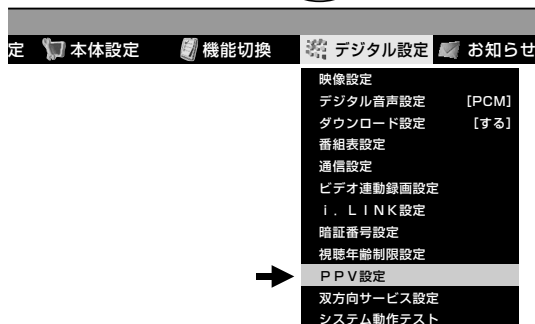 定 本体設定 機能切換 デジタル設定 お知らせ
映像設定
デジタル音声設定 [PCM]
ダウンロード設定 [する]
番組表設定
通信設定
ビデオ連動録画設定
i．LINK設定
暗証番号設定
視聴年齢制限設定
PPV設定
双方向サービス設定
システム動作テスト